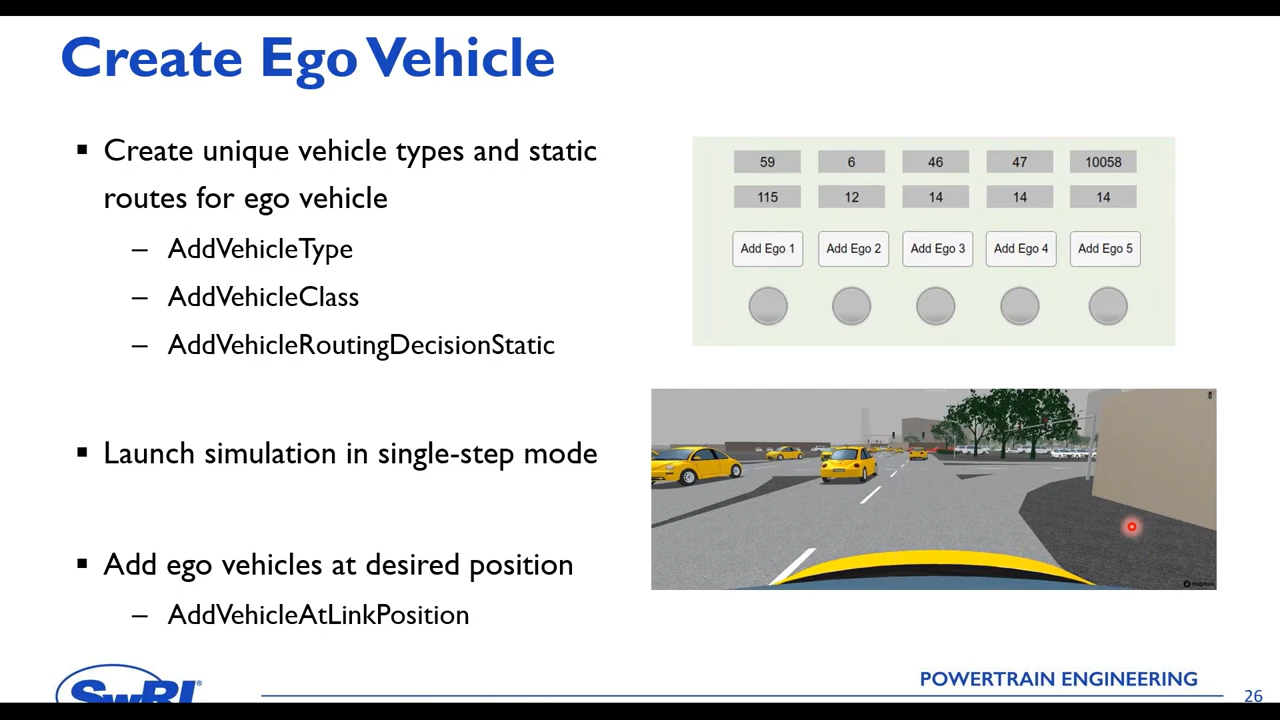 Create Ego Vehicle
▪ Create unique vehicle types and static
routes for ego vehicle
– AddVehicleType
– AddVehicleClass
– AddVehicleRoutingDecisionStatic
▪ Launch simulation in single-step mode
▪ Add ego vehicles at desired position
– AddVehicleAtLinkPosition
59 6 46 47 10058
115 12 14 14 14
Add Ego 1 Add Ego 2 Add Ego 3 Add Ego 4 Add Ego 5
SwRI®
POWERTRAIN ENGINEERING
26